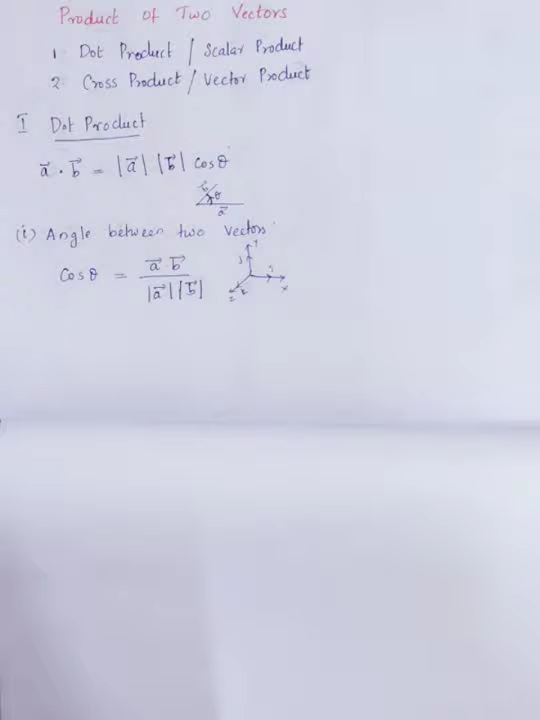 Product of Two Vectors
1 Dot Product / Scalar Product
2. Cross Product / Vector Product
I Dot Product
a⃗ · b⃗ = |a⃗| |b⃗| cosθ
b⃗ θ
a⃗
(i) Angle between two vectors
Cosθ = a⃗·b⃗ / |a⃗||b⃗|
Y
x
z